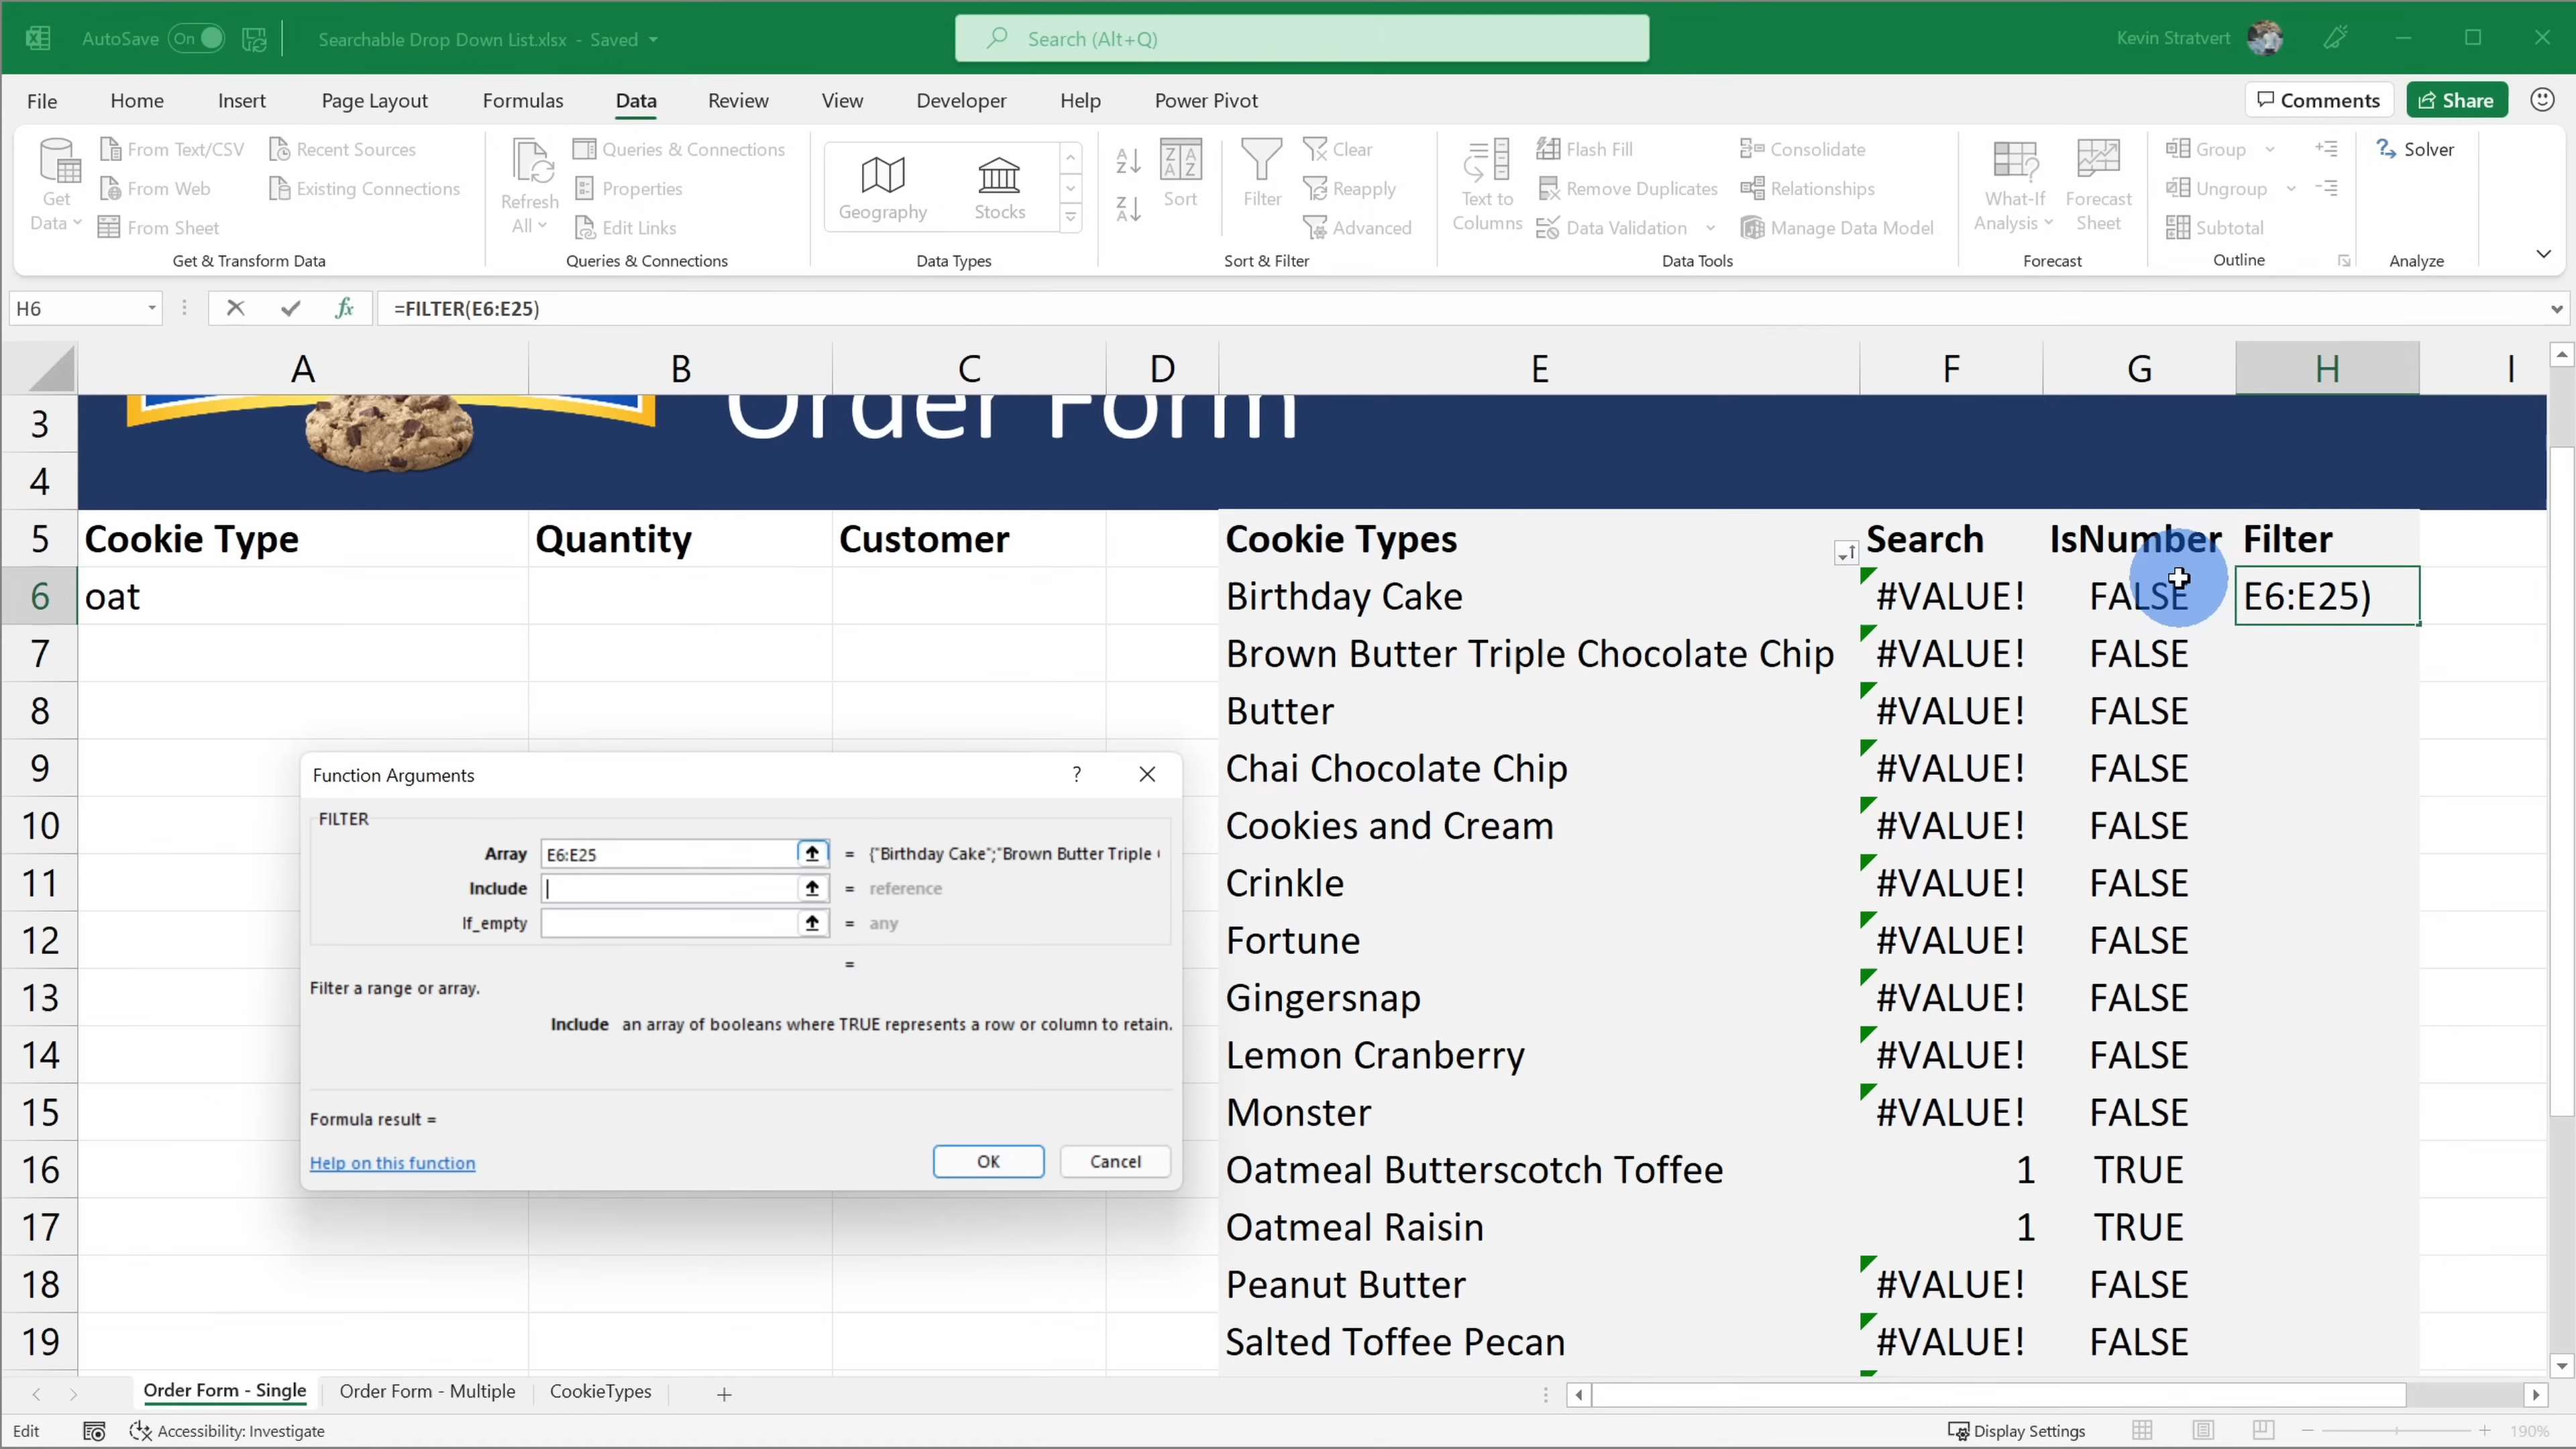 AutoSave On Searchable Drop Down List.xlsx - Saved Search (Alt+Q) Kevin Stratvert
File Home Insert Page Layout Formulas Data Review View Developer Help Power Pivot Comments Share
Get Data From Text/CSV From Web From Sheet Recent Sources Existing Connections
Get & Transform Data
Refresh All Queries & Connections Properties Edit Links
Queries & Connections
Geography Stocks
Data Types
Sort Filter Clear Reapply Advanced
Sort & Filter
Text to Columns Flash Fill Remove Duplicates Data Validation Consolidate Relationships Manage Data Model
Data Tools
What-If Analysis Forecast Sheet
Forecast
Group Ungroup Subtotal
Outline
Solver
Analyze
H6 fx =FILTER(E6:E25)
A B C D E F G H I
3 Order Form
4
5 Cookie Type Quantity Customer Cookie Types Search IsNumber Filter
6 oat Birthday Cake #VALUE! FALSE E6:E25)
7 Brown Butter Triple Chocolate Chip #VALUE! FALSE
8 Butter #VALUE! FALSE
9 Chai Chocolate Chip #VALUE! FALSE
10 Cookies and Cream #VALUE! FALSE
11 Crinkle #VALUE! FALSE
12 Fortune #VALUE! FALSE
13 Gingersnap #VALUE! FALSE
14 Lemon Cranberry #VALUE! FALSE
15 Monster #VALUE! FALSE
16 Oatmeal Butterscotch Toffee 1 TRUE
17 Oatmeal Raisin 1 TRUE
18 Peanut Butter #VALUE! FALSE
19 Salted Toffee Pecan #VALUE! FALSE
Function Arguments ?
FILTER
Array E6:E25 = {"Birthday Cake";"Brown Butter Triple
Include = reference
If_empty = any
=
Filter a range or array.
Include an array of booleans where TRUE represents a row or column to retain.
Formula result =
Help on this function OK Cancel
Order Form - Single Order Form - Multiple CookieTypes
Edit Accessibility: Investigate Display Settings 190%